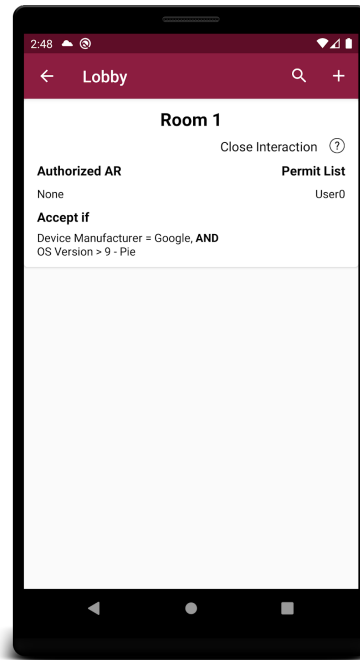 2:48
Lobby
Room 1
Close Interaction ?
Authorized AR Permit List
None User0
Accept if
Device Manufacturer = Google, AND
OS Version > 9 - Pie